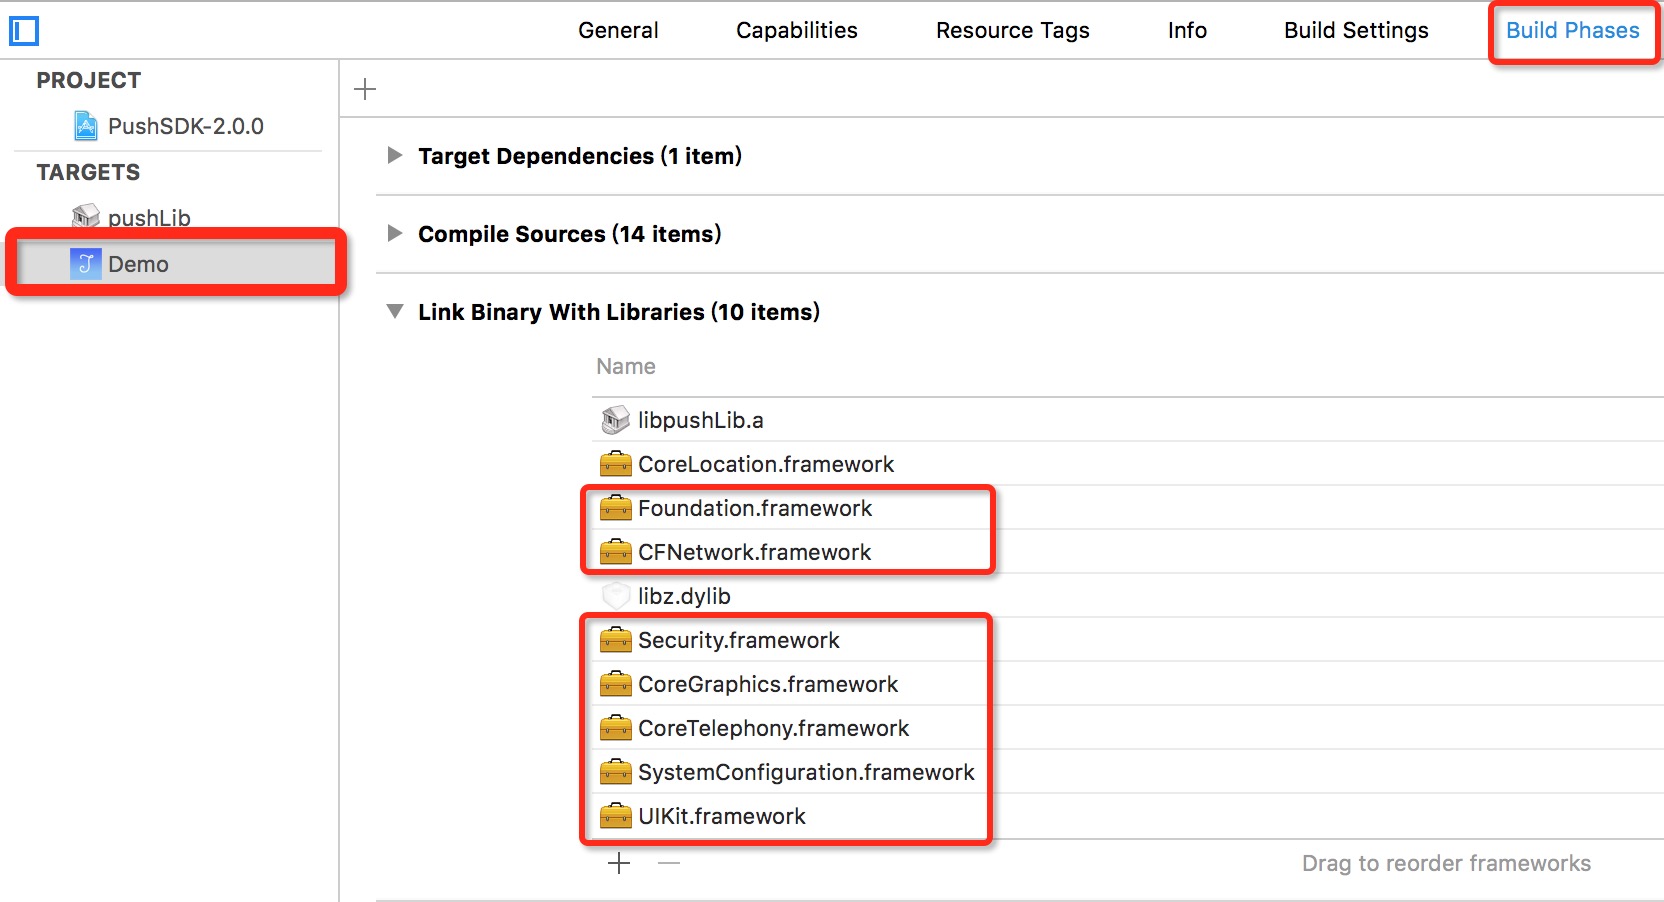 General Capabilities Resource Tags Info Build Settings Build Phases
PROJECT
PushSDK-2.0.0
TARGETS
pushLib
Demo
Target Dependencies (1 item)
Compile Sources (14 items)
Link Binary With Libraries (10 items)
Name
libpushLib.a
CoreLocation.framework
Foundation.framework
CFNetwork.framework
libz.dylib
Security.framework
CoreGraphics.framework
CoreTelephony.framework
SystemConfiguration.framework
UIKit.framework
Drag to reorder frameworks